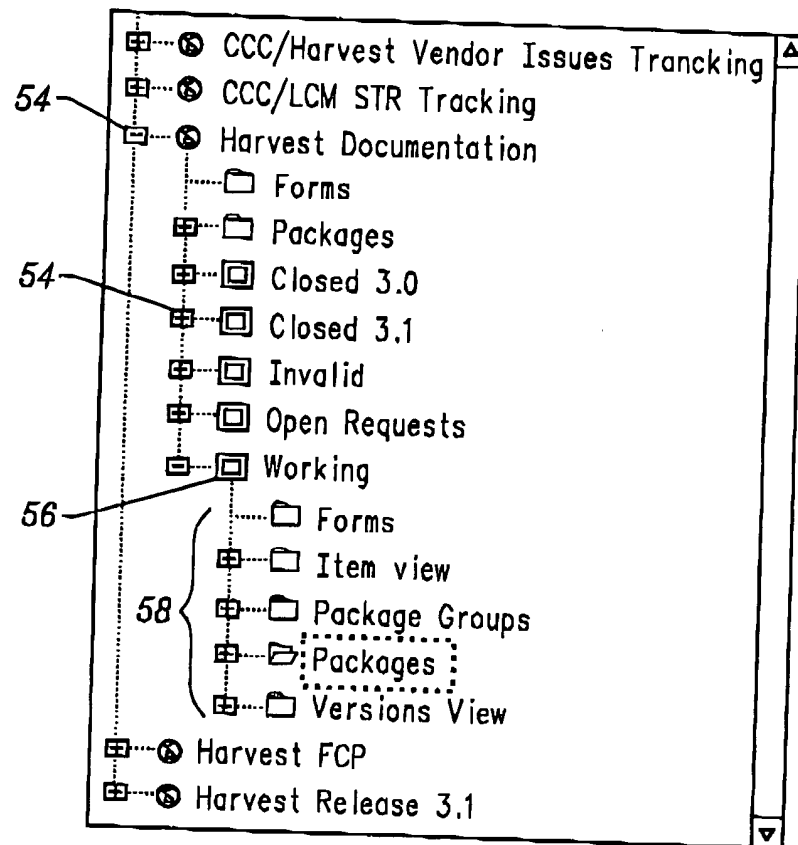 CCC/Harvest Vendor Issues Trancking
54 CCC/LCM STR Tracking
Harvest Documentation
Forms
Packages
54 Closed 3.0
Closed 3.1
Invalid
Open Requests
Working
56 Forms
Item view
58 Package Groups
Packages
Versions View
Harvest FCP
Harvest Release 3.1